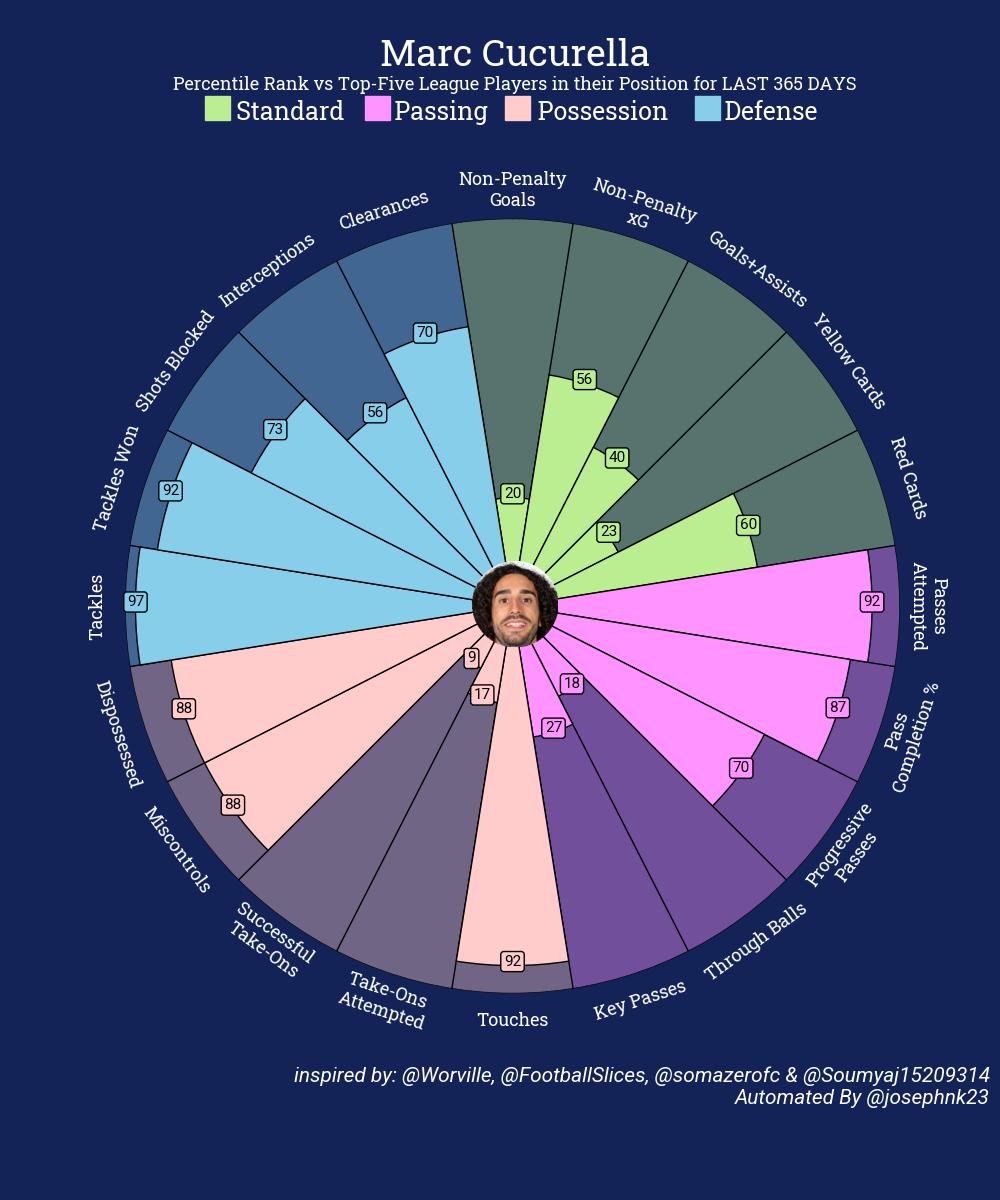 Marc Cucurella
Percentile Rank vs Top-Five League Players in their Position for LAST 365 DAYS
Standard
Passing
Possession
Defense
Non-Penalty
Goals
20
Non-Penalty
xG
56
Goals+Assists
40
Yellow Cards
23
Red Cards
60
Passes
Attempted
92
Pass
Completion %
87
Progressive
Passes
70
Through Balls
18
Key Passes
27
Touches
92
Take-Ons
Attempted
17
Successful
Take-Ons
9
Miscontrols
88
Dispossessed
88
Tackles
97
Tackles Won
92
Shots Blocked
73
Interceptions
56
Clearances
70
inspired by: @Worville, @FootballSlices, @somazerofc & @Soumyaj15209314
Automated By @josephnk23